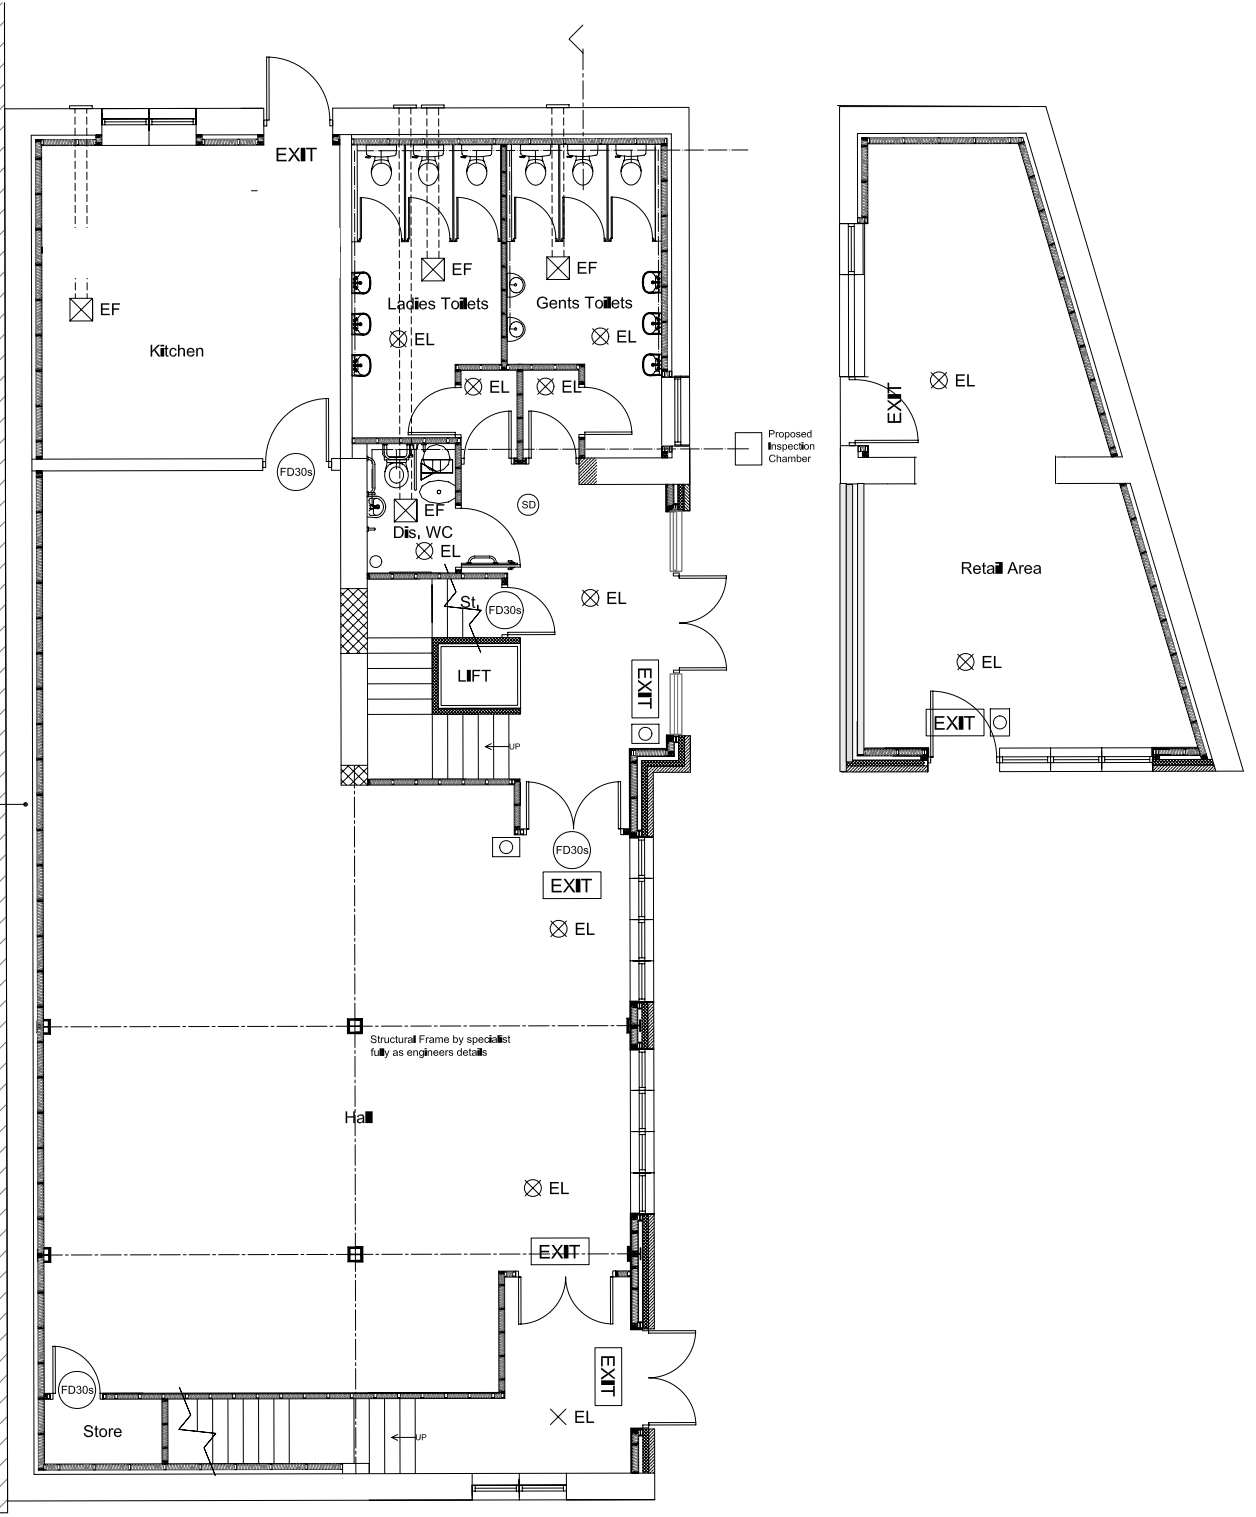 EXIT
EF
EF
EF
Ladies Toilets
Gents Toilets
Kitchen
EL
EL
EL
EL
EXIT
EL
Proposed
Inspection
Chamber
FD30s
SD
EF
Dis, WC
EL
St,
FD30s
EL
Retail Area
EL
LIFT
EXIT
EXIT
UP
FD30s
EXIT
EL
Structural Frame by specialist
fully as engineers details
Hall
EL
EXIT
EXIT
FD30s
Store
EL
UP